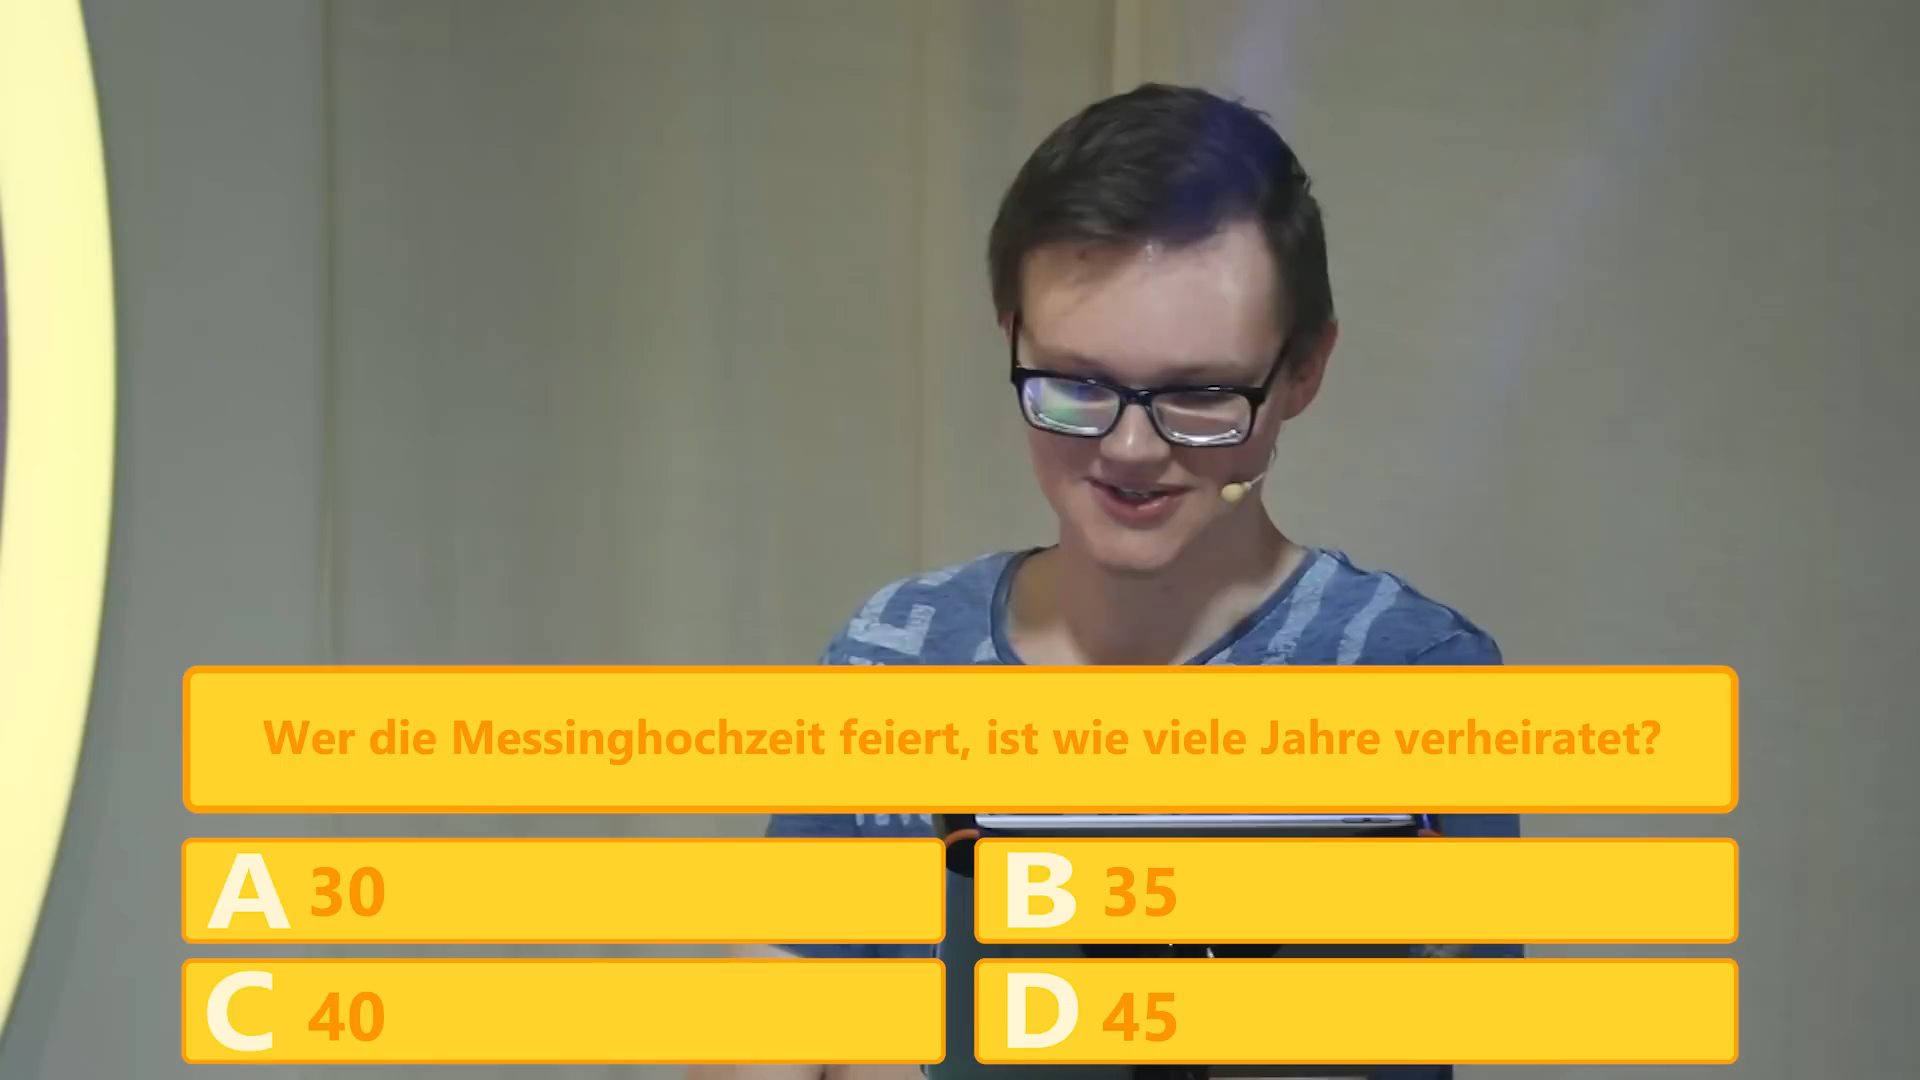 Wer die Messinghochzeit feiert, ist wie viele Jahre verheiratet?
A 30
B 35
C 40
D 45